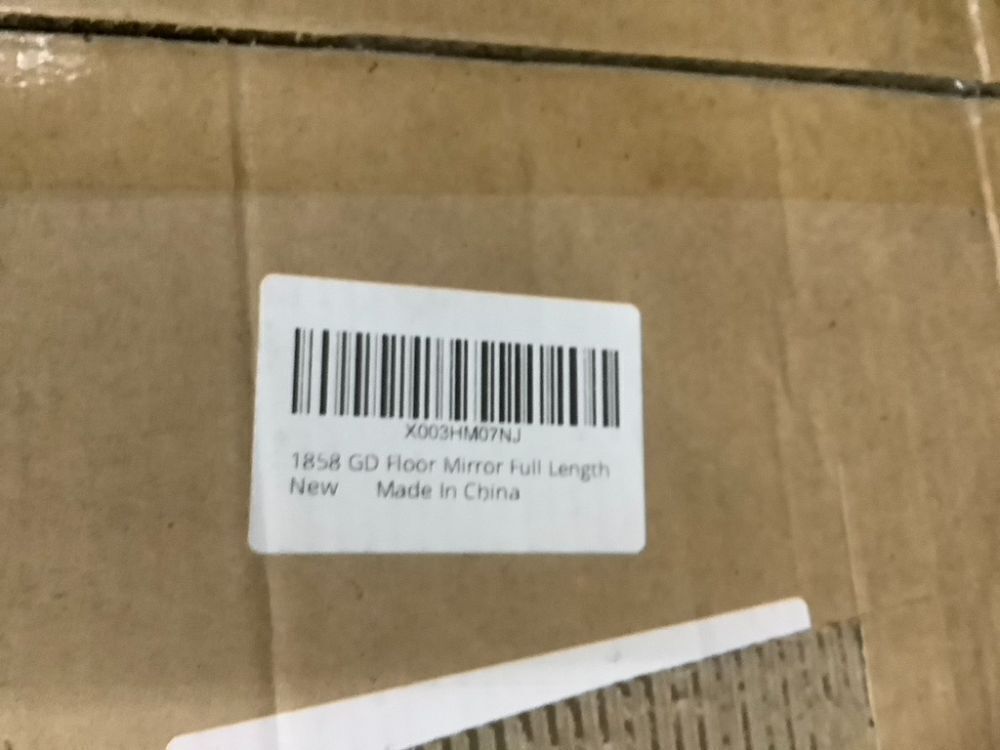 X003HM07NJ
1858 GD Floor Mirror Full Length
New Made In China